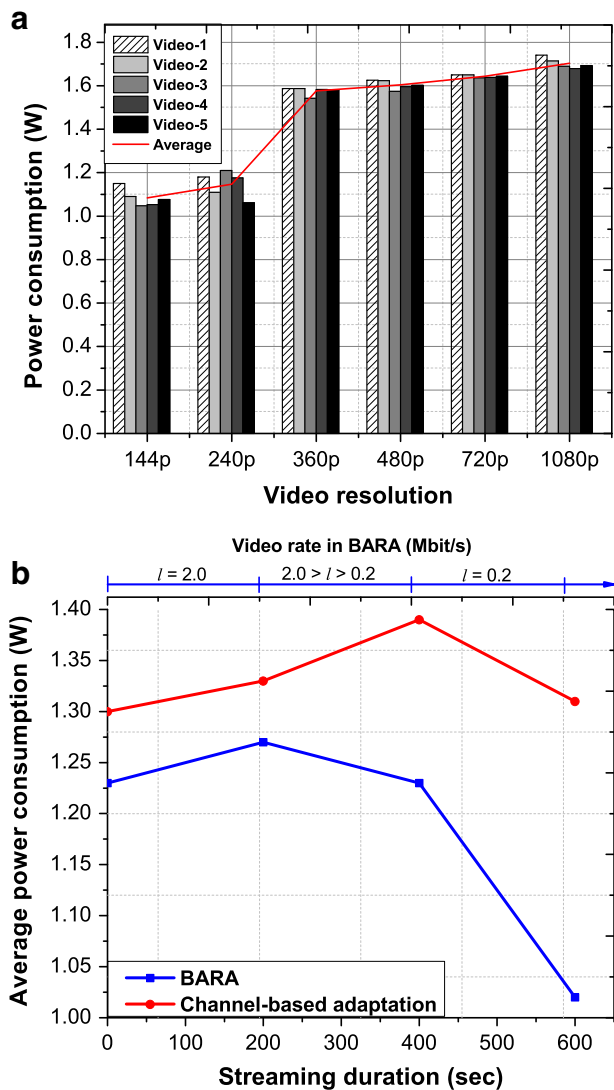 a
1.8
1.6
1.4
1.2
1.0
0.8
0.6
0.4
0.2
0.0
Power consumption (W)
Video-1
Video-2
Video-3
Video-4
Video-5
Average
144p 240p 360p 480p 720p 1080p
Video resolution
Video rate in BARA (Mbit/s)
b
l = 2.0 2.0 > l > 0.2 l = 0.2
1.40
1.35
1.30
1.25
1.20
1.15
1.10
1.05
1.00
Average power consumption (W)
BARA
Channel-based adaptation
0 100 200 300 400 500 600
Streaming duration (sec)